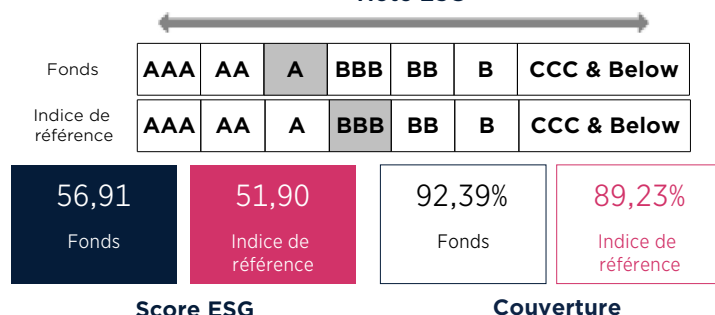 Fonds AAA AA A BBB BB B CCC & Below
Indice de référence AAA AA A BBB BB B CCC & Below
56,91 51,90 92,39% 89,23%
Fonds Indice de référence Fonds Indice de référence
Score ESG Couverture